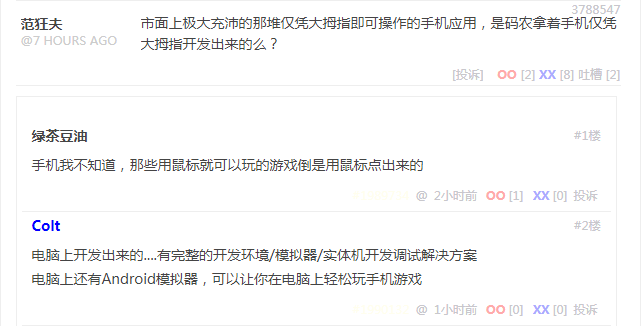 3788547
范狂夫
@7 HOURS AGO
市面上极大充沛的那堆仅凭大拇指即可操作的手机应用，是码农拿着手机仅凭
大拇指开发出来的么？
[投诉] OO [2] XX [8] 吐槽 [2]
绿茶豆油 #1楼
手机我不知道，那些用鼠标就可以玩的游戏倒是用鼠标点出来的
@ 2小时前 OO [1] XX [0] 投诉
Colt #2楼
电脑上开发出来的....有完整的开发环境/模拟器/实体机开发调试解决方案
电脑上还有Android模拟器，可以让你在电脑上轻松玩手机游戏
@ 1小时前 OO [0] XX [0] 投诉